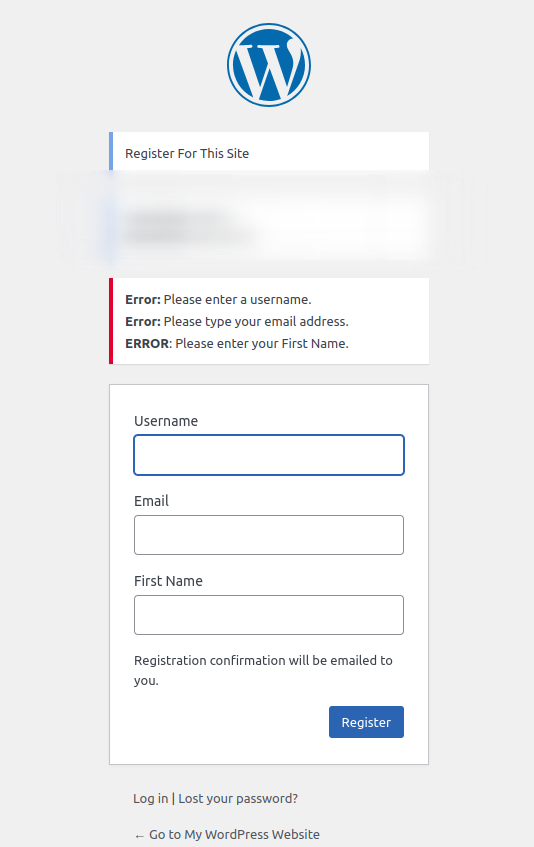 Register For This Site
Error: Please enter a username.
Error: Please type your email address.
ERROR: Please enter your First Name.
Username
Email
First Name
Registration confirmation will be emailed to
you.
Register
Log in | Lost your password?
← Go to My WordPress Website